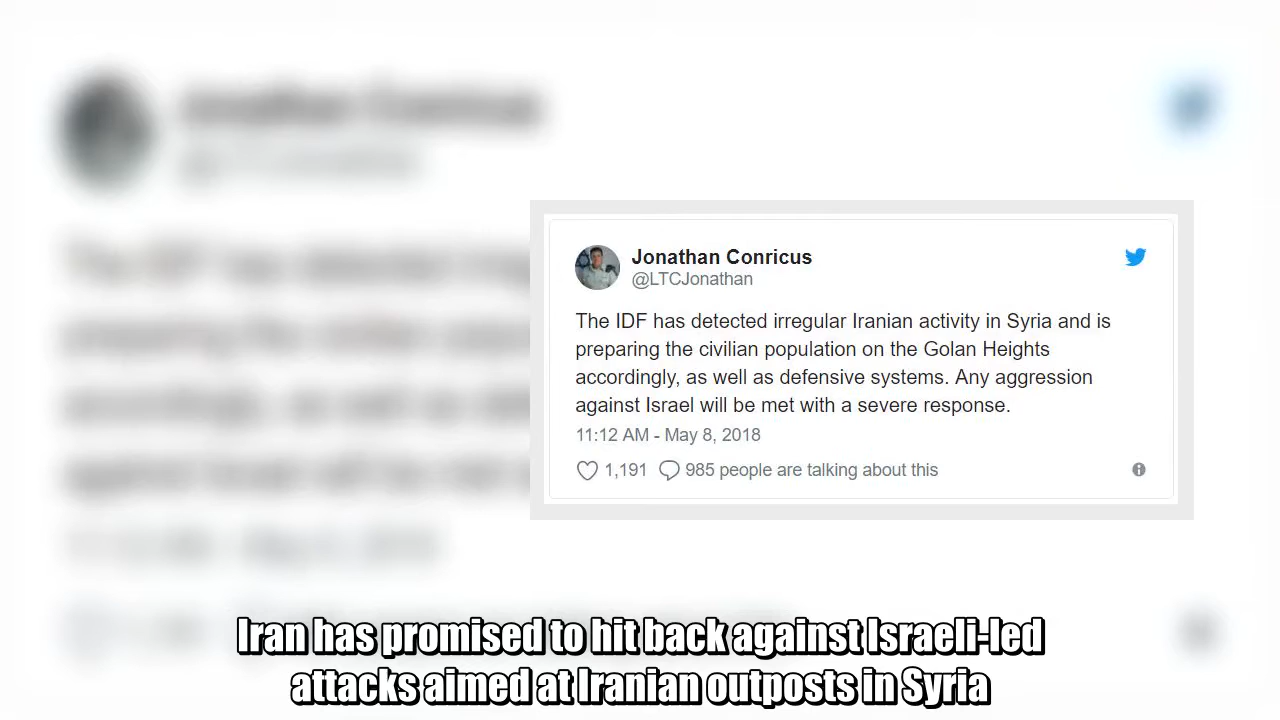 Jonathan Conricus
@LTCJonathan
The IDF has detected irregular Iranian activity in Syria and is
preparing the civilian population on the Golan Heights
accordingly, as well as defensive systems. Any aggression
against Israel will be met with a severe response.
11:12 AM - May 8, 2018
1,191 985 people are talking about this
Iran has promised to hit back against Israeli-led
attacks aimed at Iranian outposts in Syria